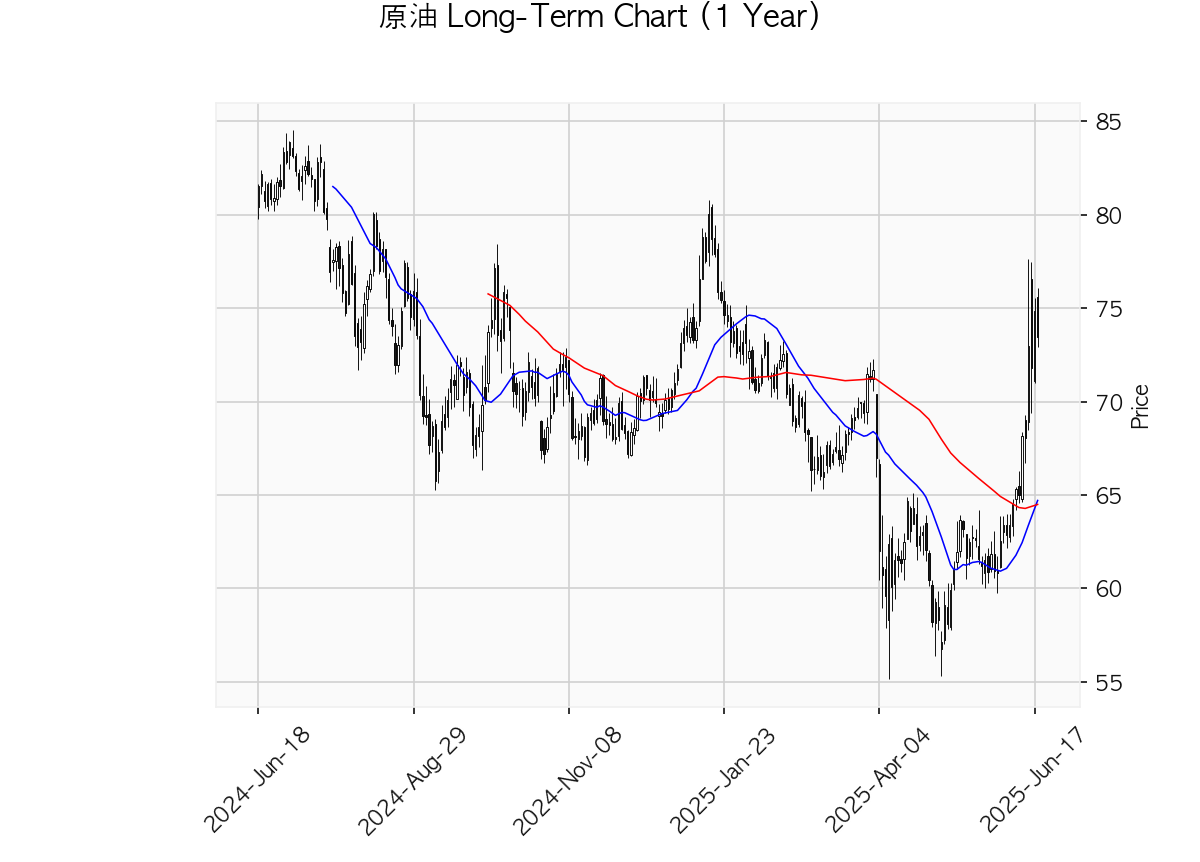 原油 Long-Term Chart (1 Year)
85
80
75
70
65
60
55
Price
2024-Jun-18
2024-Aug-29
2024-Nov-08
2025-Jan-23
2025-Apr-04
2025-Jun-17